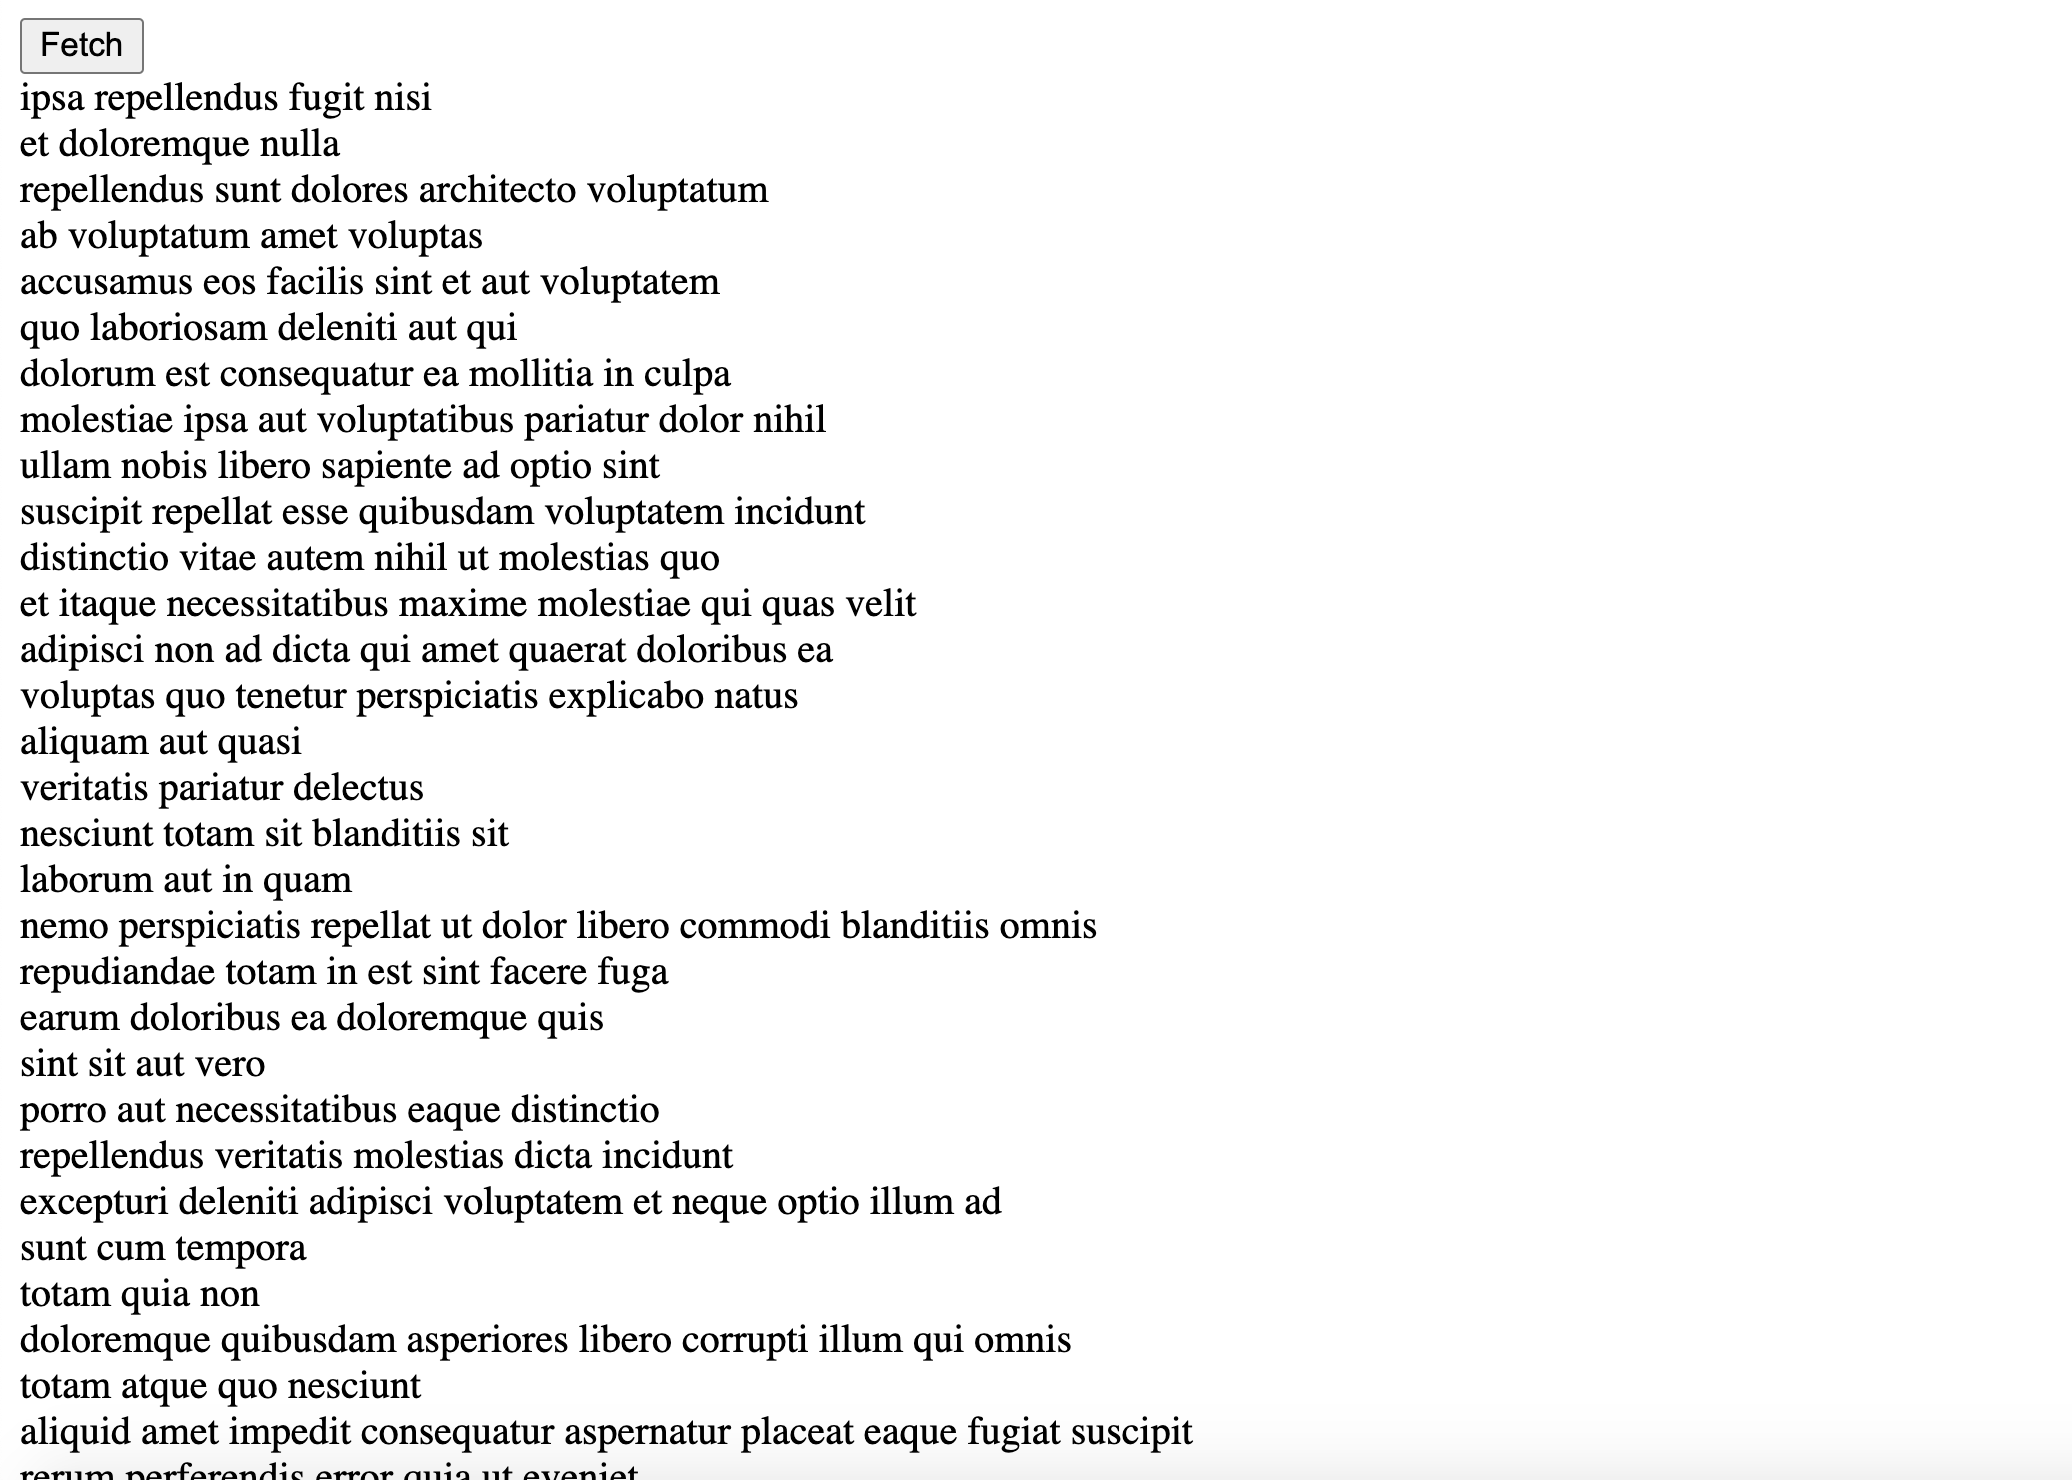 Fetch
ipsa repellendus fugit nisi
et doloremque nulla
repellendus sunt dolores architecto voluptatum
ab voluptatum amet voluptas
accusamus eos facilis sint et aut voluptatem
quo laboriosam deleniti aut qui
dolorum est consequatur ea mollitia in culpa
molestiae ipsa aut voluptatibus pariatur dolor nihil
ullam nobis libero sapiente ad optio sint
suscipit repellat esse quibusdam voluptatem incidunt
distinctio vitae autem nihil ut molestias quo
et itaque necessitatibus maxime molestiae qui quas velit
adipisci non ad dicta qui amet quaerat doloribus ea
voluptas quo tenetur perspiciatis explicabo natus
aliquam aut quasi
veritatis pariatur delectus
nesciunt totam sit blanditiis sit
laborum aut in quam
nemo perspiciatis repellat ut dolor libero commodi blanditiis omnis
repudiandae totam in est sint facere fuga
earum doloribus ea doloremque quis
sint sit aut vero
porro aut necessitatibus eaque distinctio
repellendus veritatis molestias dicta incidunt
excepturi deleniti adipisci voluptatem et neque optio illum ad
sunt cum tempora
totam quia non
doloremque quibusdam asperiores libero corrupti illum qui omnis
totam atque quo nesciunt
aliquid amet impedit consequatur aspernatur placeat eaque fugiat suscipit
rerum perferendis error quia ut eveniet